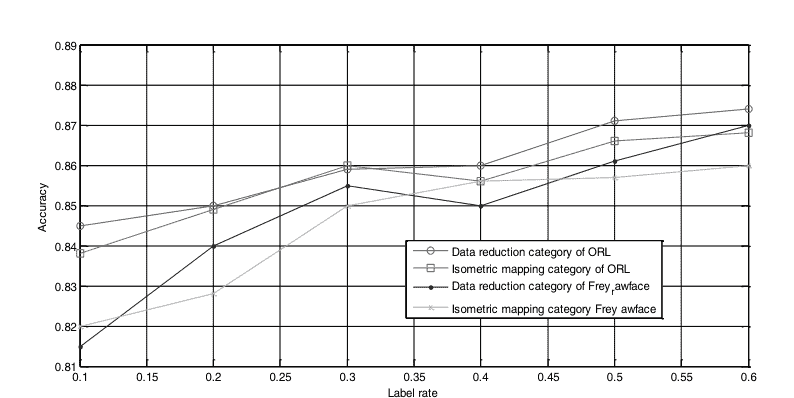 0.89
0.88
0.87
0.86
0.85
0.84
0.83
0.82
0.81
Accuracy
Data reduction category of ORL
Isometric mapping category of ORL
Data reduction category of Frey rawface
Isometric mapping category Frey awface
0.1 0.15 0.2 0.25 0.3 0.35 0.4 0.45 0.5 0.55 0.6
Label rate